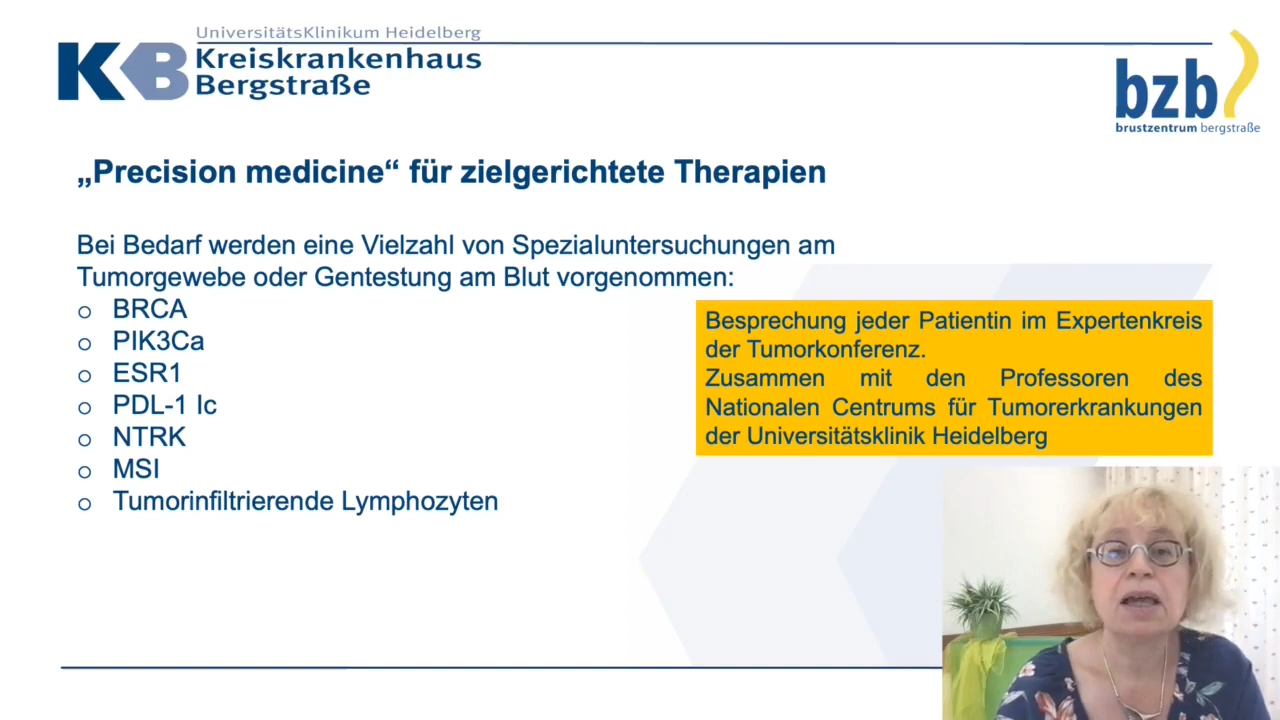 UniversitätsKlinikum Heidelberg
KB Kreiskrankenhaus
Bergstraße
bzb
brustzentrum bergstraße
„Precision medicine“ für zielgerichtete Therapien
Bei Bedarf werden eine Vielzahl von Spezialuntersuchungen am
Tumorgewebe oder Gentestung am Blut vorgenommen:
o BRCA
o PIK3Ca
o ESR1
o PDL-1 Ic
o NTRK
o MSI
o Tumorinfiltrierende Lymphozyten
Besprechung jeder Patientin im Expertenkreis
der Tumorkonferenz.
Zusammen mit den Professoren des
Nationalen Centrums für Tumorerkrankungen
der Universitätsklinik Heidelberg